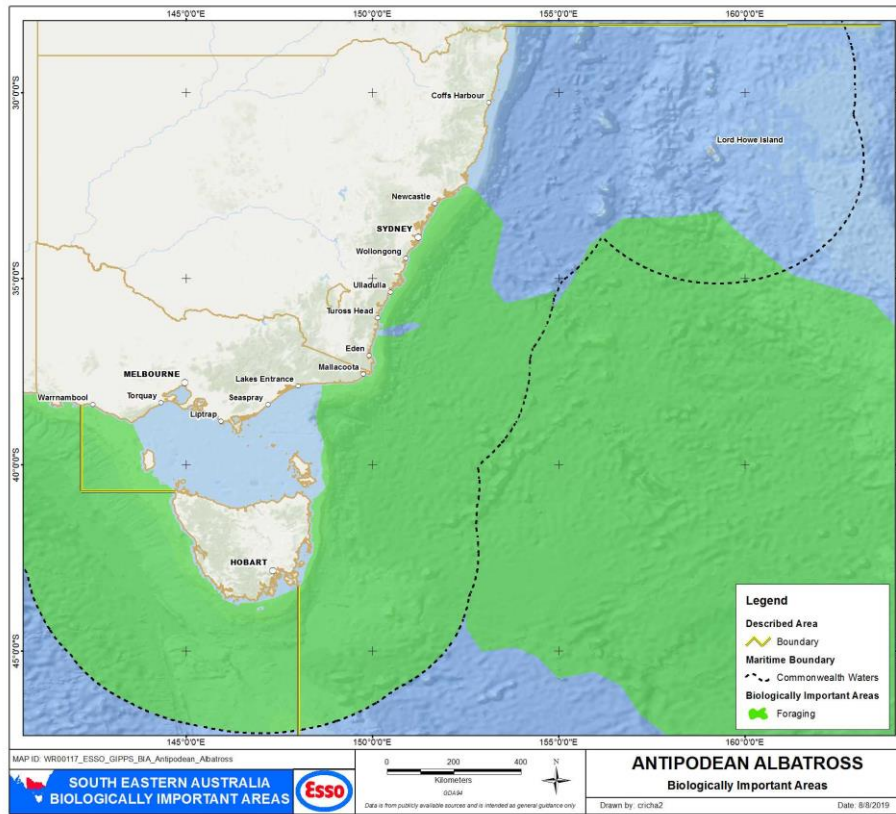 145°0'0"E
150°0'0"E
155°0'0"E
160°0'0"E
30°0'0"S
35°0'0"S
40°0'0"S
45°0'0"S
Coffs Harbour
Lord Howe Island
Newcastle
SYDNEY
Wollongong
Ulladulla
Tuross Head
Eden
Mallacoota
MELBOURNE
Lakes Entrance
Warrnambool
Torquay
Seaspray
Liptrap
HOBART
Legend
Described Area
Boundary
Maritime Boundary
Commonwealth Waters
Biologically Important Areas
Foraging
145°0'0"E
150°0'0"E
155°0'0"E
160°0'0"E
MAP ID: WR00117_ESSO_GIPPS_BIA_Antipodean_Albatross
SOUTH EASTERN AUSTRALIA
BIOLOGICALLY IMPORTANT AREAS
Esso
0 200 400
Kilometers
GDA94
N
Data is from publicly available sources and is intended as general guidance only
ANTIPODEAN ALBATROSS
Biologically Important Areas
Drawn by: cricha2
Date: 8/8/2019